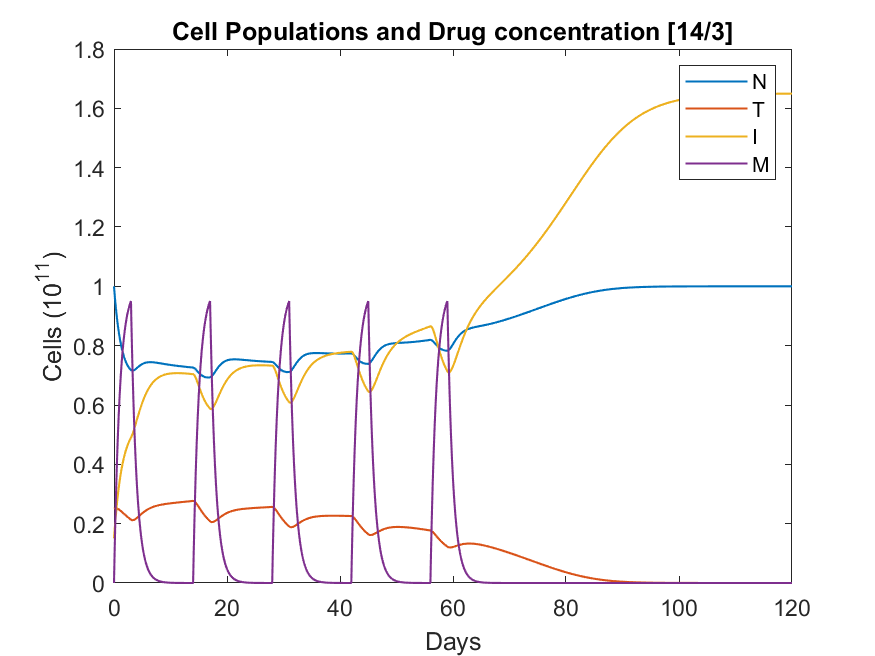 Cell Populations and Drug concentration [14/3]
1.8
1.6
1.4
1.2
1
0.8
0.6
0.4
0.2
0
Cells (10^11)
N
T
I
M
0 20 40 60 80 100 120
Days